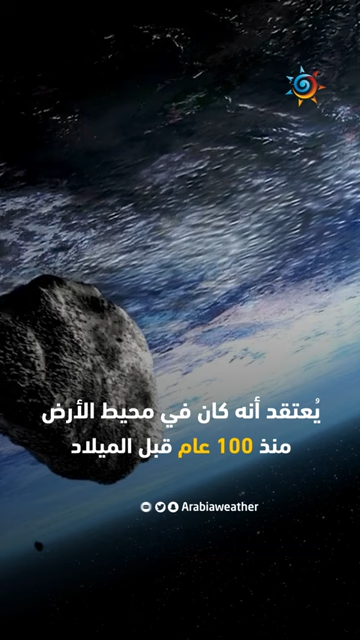 يُعتقد أنه كان في محيط الأرض
منذ 100 عام قبل الميلاد
Arabiaweather